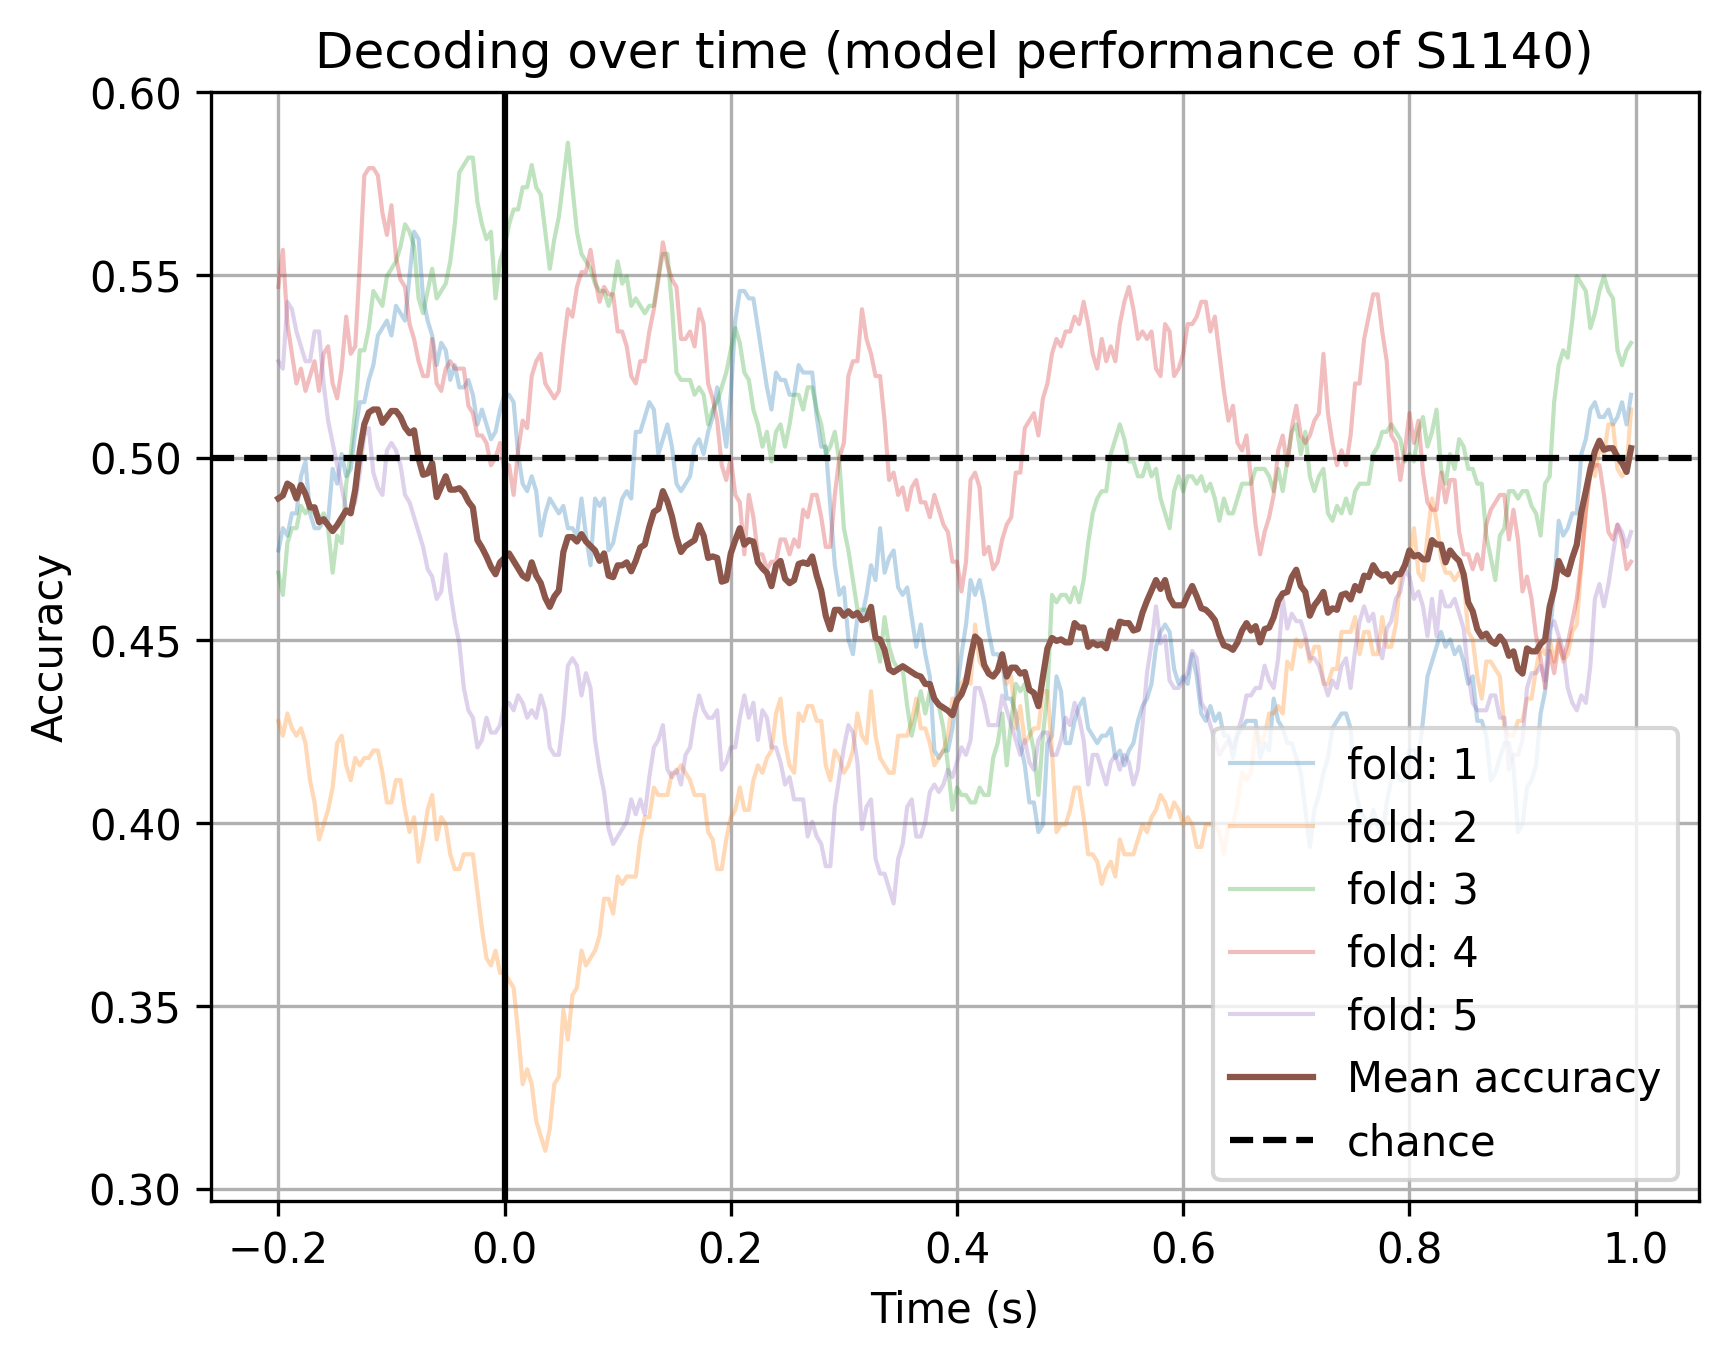 Decoding over time (model performance of S1140)
0.60
0.55
0.50
0.45
0.40
0.35
0.30
Accuracy
−0.2
0.0
0.2
0.4
0.6
0.8
1.0
Time (s)
fold: 1
fold: 2
fold: 3
fold: 4
fold: 5
Mean accuracy
chance